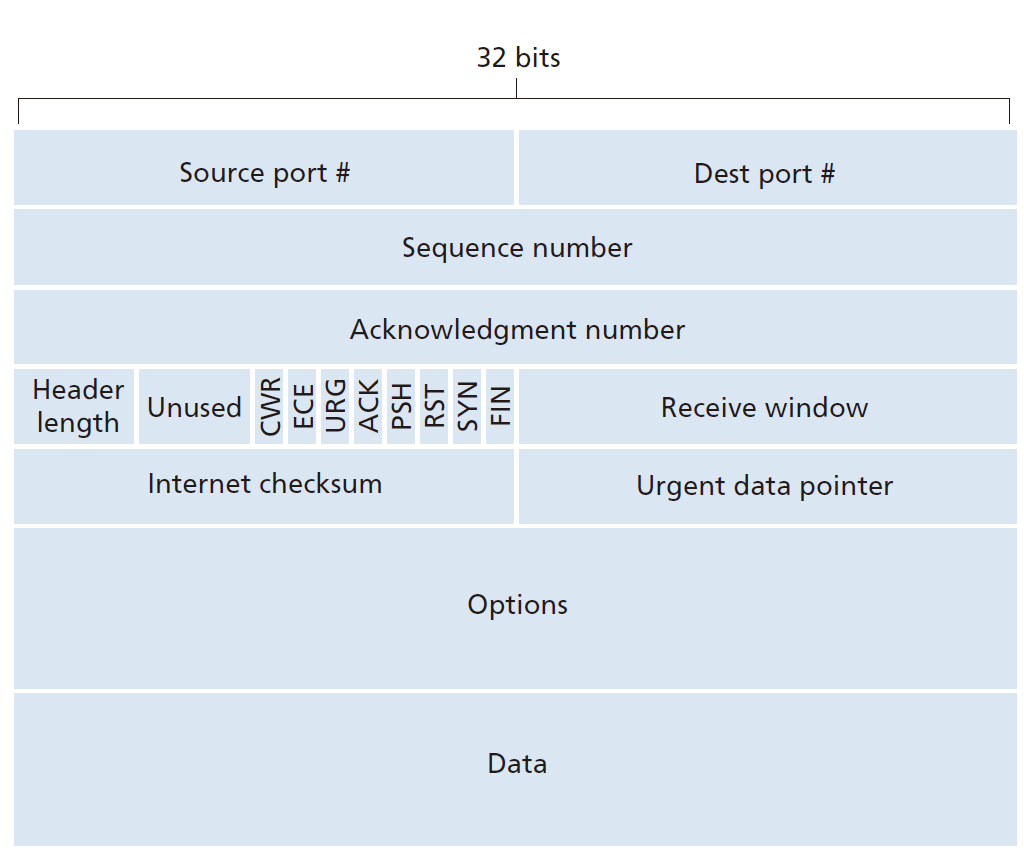 32 bits
Source port #
Dest port #
Sequence number
Acknowledgment number
Header
length
Unused
CWR
ECE
URG
ACK
PSH
RST
SYN
FIN
Receive window
Internet checksum
Urgent data pointer
Options
Data